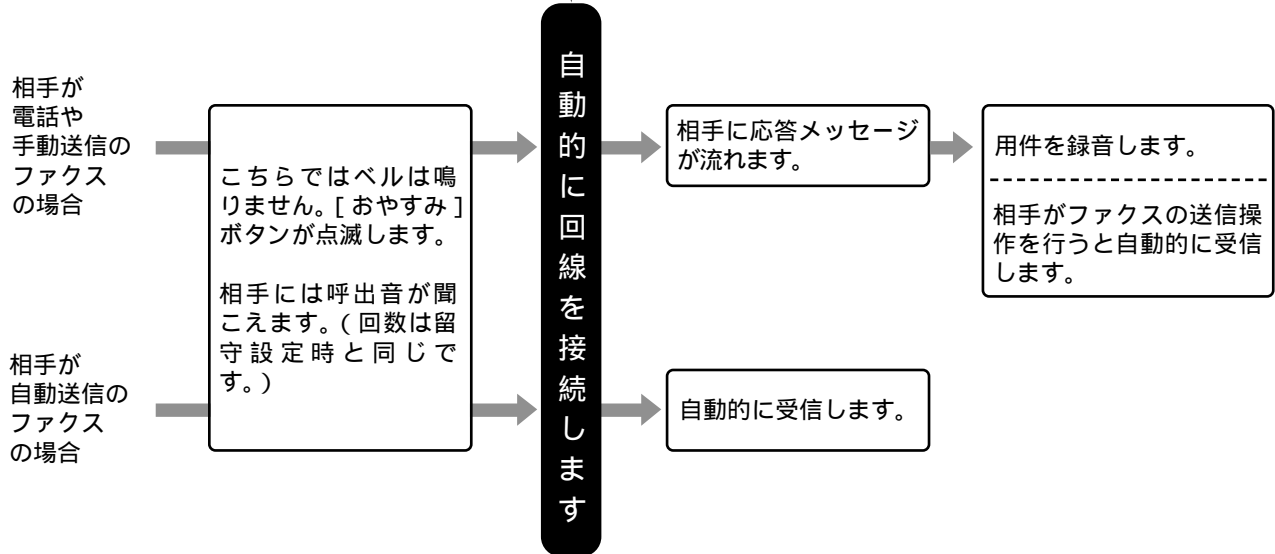 相手が
電話や
手動送信の
ファクス
の場合
こちらではベルは鳴
りません。[ おやすみ ]
ボタンが点滅します。
相手には呼出音が聞
こえます。( 回数は留
守設定時と同じで
す。)
自動的に回線を接続します
相手に応答メッセージ
が流れます。
用件を録音します。
相手がファクスの送信操
作を行うと自動的に受信
します。
相手が
自動送信の
ファクス
の場合
自動的に受信します。